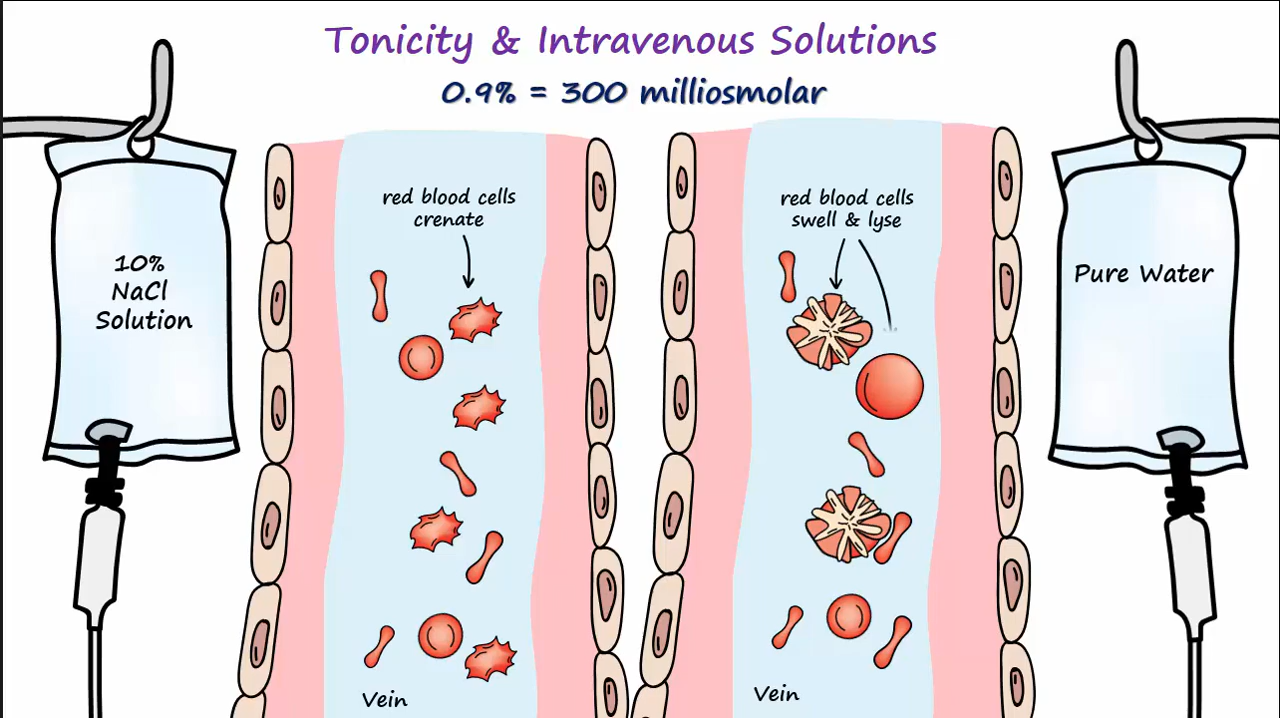 Tonicity & Intravenous Solutions
0.9% = 300 milliosmolar
10%
NaCl
Solution
red blood cells
crenate
red blood cells
swell & lyse
Pure Water
Vein
Vein